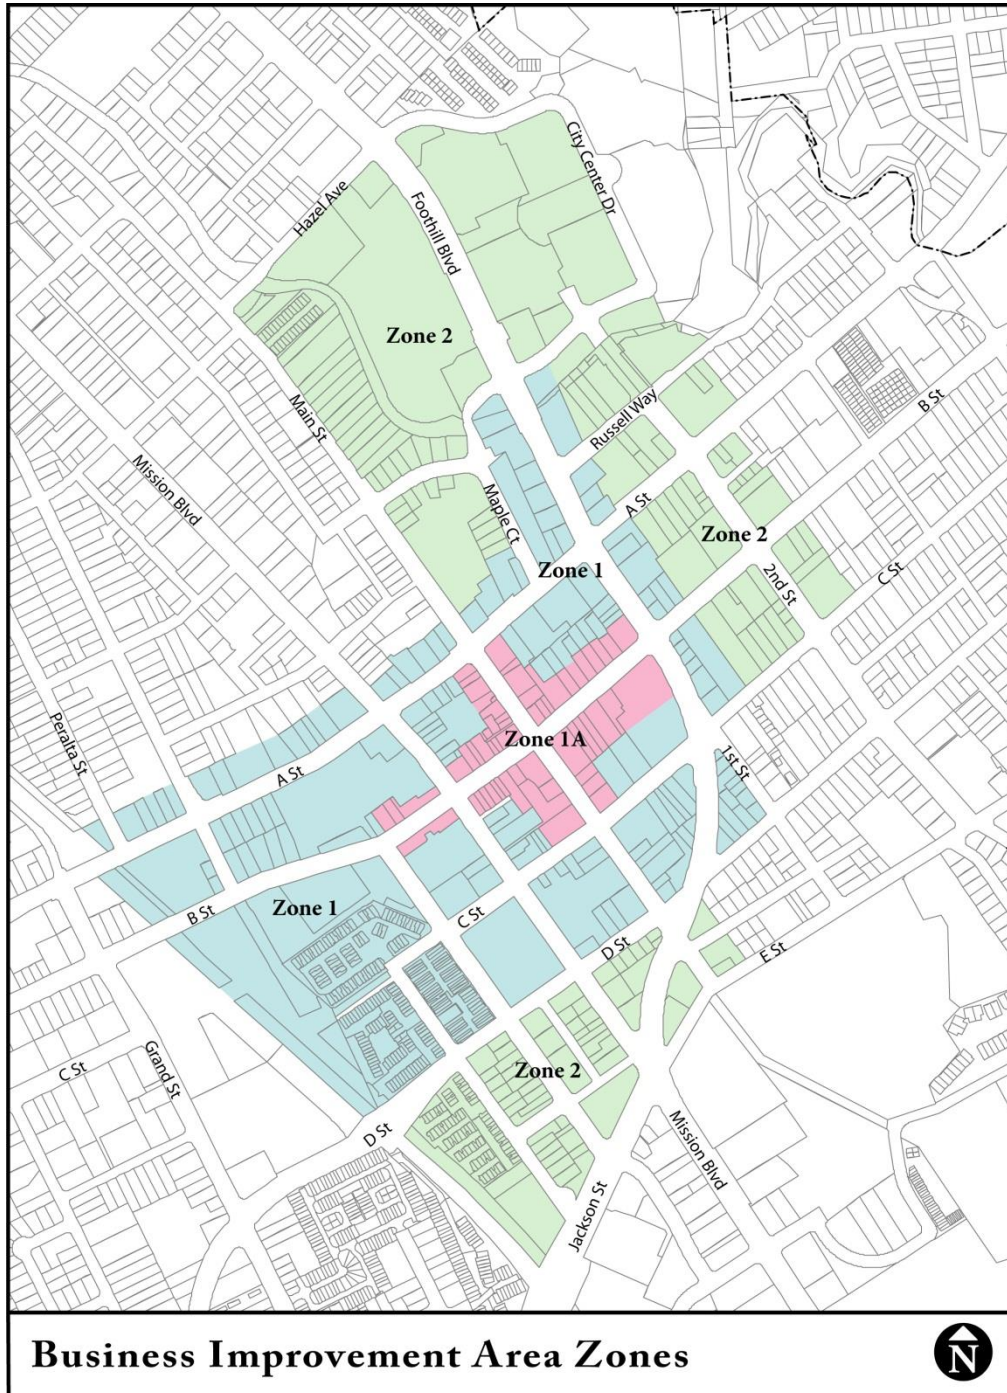 City Center Dr
Hazel Ave
Foothill Blvd
Zone 2
Main St
Russell Way
B St
Mission Blvd
Maple Ct
A St
Zone 2
Zone 1
2nd St
C St
Peralta St
Zone 1A
1st St
A St
Zone 1
B St
C St
D St
E St
C St
Grand St
Zone 2
D St
Mission Blvd
Jackson St
Business Improvement Area Zones
N